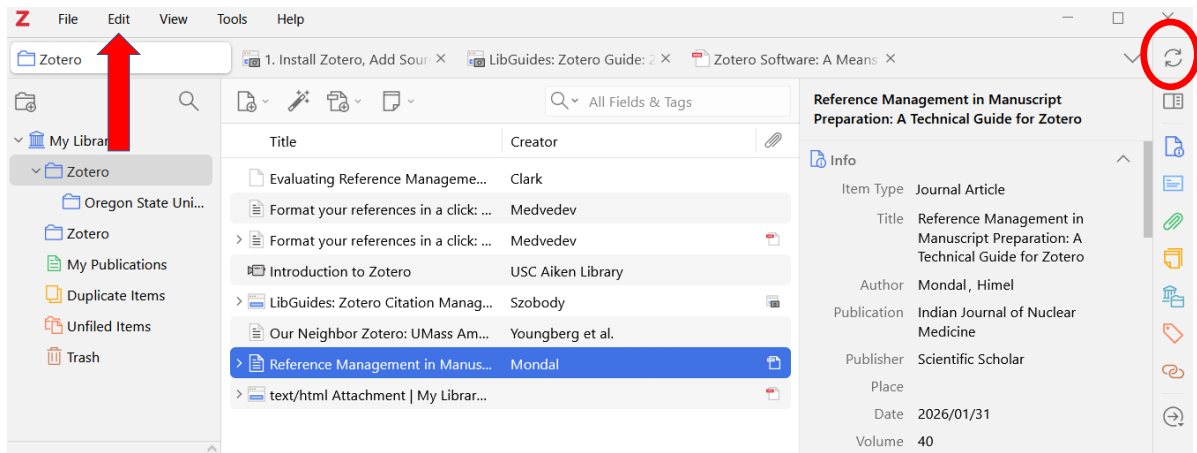 Z File Edit View Tools Help
Zotero
1. Install Zotero, Add Sour
LibGuides: Zotero Guide: 2
Zotero Software: A Means
All Fields & Tags
My Librar
Zotero
Oregon State Uni...
Zotero
My Publications
Duplicate Items
Unfiled Items
Trash
Title Creator
Evaluating Reference Manageme... Clark
Format your references in a click: ... Medvedev
Format your references in a click: ... Medvedev
Introduction to Zotero USC Aiken Library
LibGuides: Zotero Citation Manag... Szobody
Our Neighbor Zotero: UMass Am... Youngberg et al.
Reference Management in Manus... Mondal
text/html Attachment | My Librar...
Reference Management in Manuscript
Preparation: A Technical Guide for Zotero
Info
Item Type Journal Article
Title Reference Management in
Manuscript Preparation: A
Technical Guide for Zotero
Author Mondal, Himel
Publication Indian Journal of Nuclear
Medicine
Publisher Scientific Scholar
Place
Date 2026/01/31
Volume 40